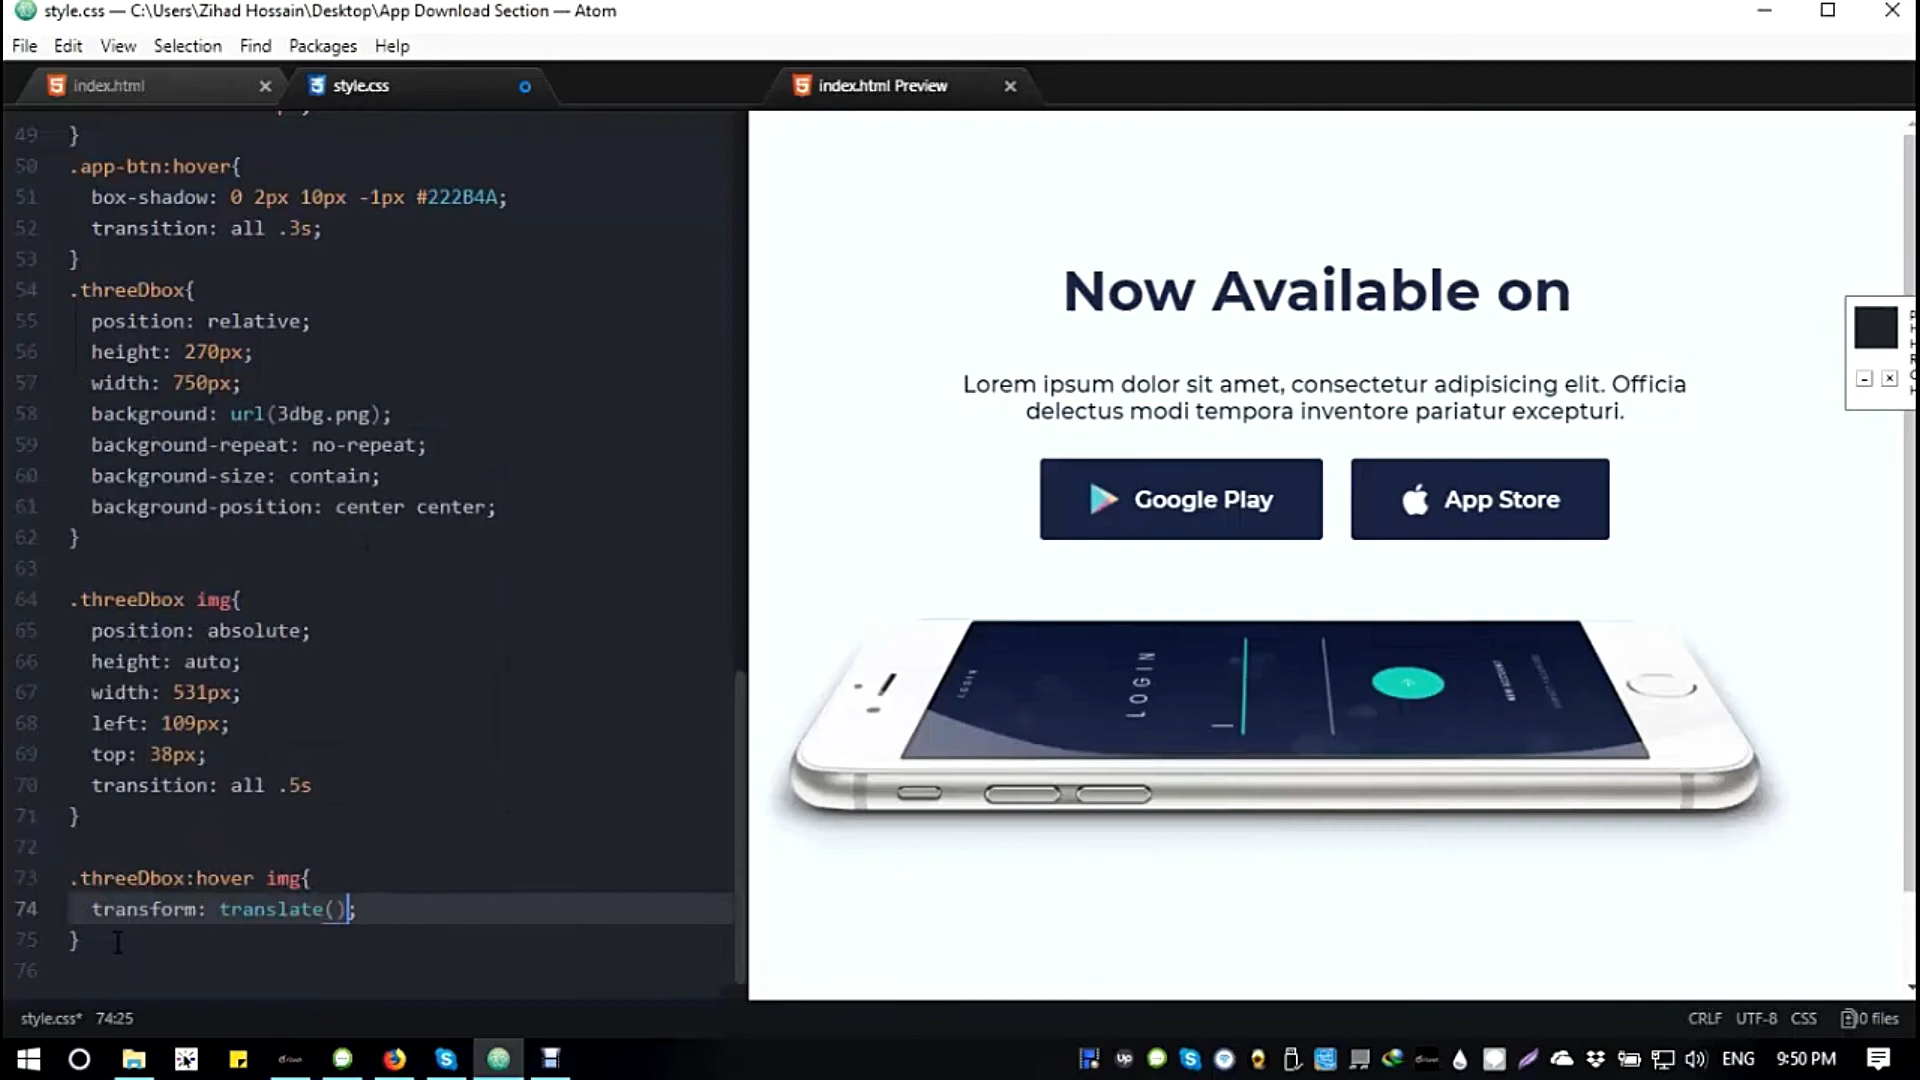 style.css — C:\Users\Zihad Hossain\Desktop\App Download Section — Atom
File Edit View Selection Find Packages Help
index.html
style.css
index.html Preview
49 }
50 .app-btn:hover{
51 box-shadow: 0 2px 10px -1px #222B4A;
52 transition: all .3s;
53 }
54 .threeDbox{
55 position: relative;
56 height: 270px;
57 width: 750px;
58 background: url(3dbg.png);
59 background-repeat: no-repeat;
60 background-size: contain;
61 background-position: center center;
62 }
63
64 .threeDbox img{
65 position: absolute;
66 height: auto;
67 width: 531px;
68 left: 109px;
69 top: 38px;
70 transition: all .5s
71 }
72
73 .threeDbox:hover img{
74 transform: translate();
75 }
76
Now Available on
Lorem ipsum dolor sit amet, consectetur adipisicing elit. Officia
delectus modi tempora inventore pariatur excepturi.
Google Play
App Store
LOGIN
LOGIN
style.css* 74:25
CRLF UTF-8 CSS 0 files
Up
ENG 9:50 PM